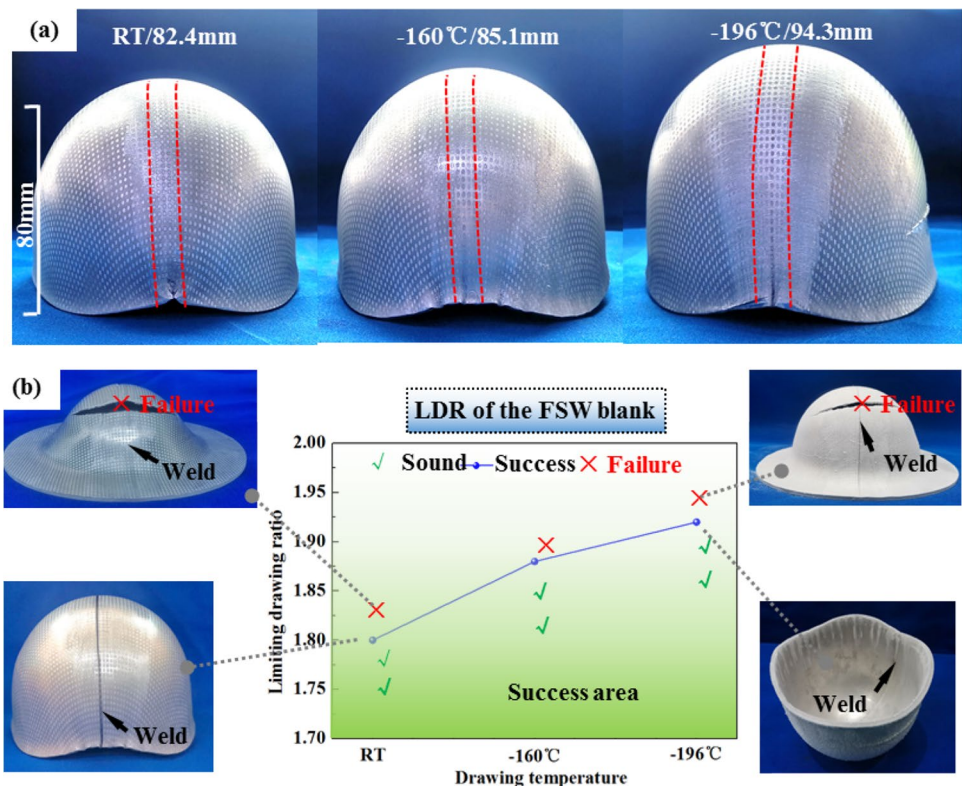 (a)
RT/82.4mm
-160℃/85.1mm
-196℃/94.3mm
80mm
(b)
Failure
Weld
LDR of the FSW blank
Failure
Weld
2.00
1.95
1.90
1.85
1.80
1.75
1.70
Limiting drawing ratio
Sound
Success
Failure
Success area
RT
-160℃
-196℃
Drawing temperature
Weld
Weld